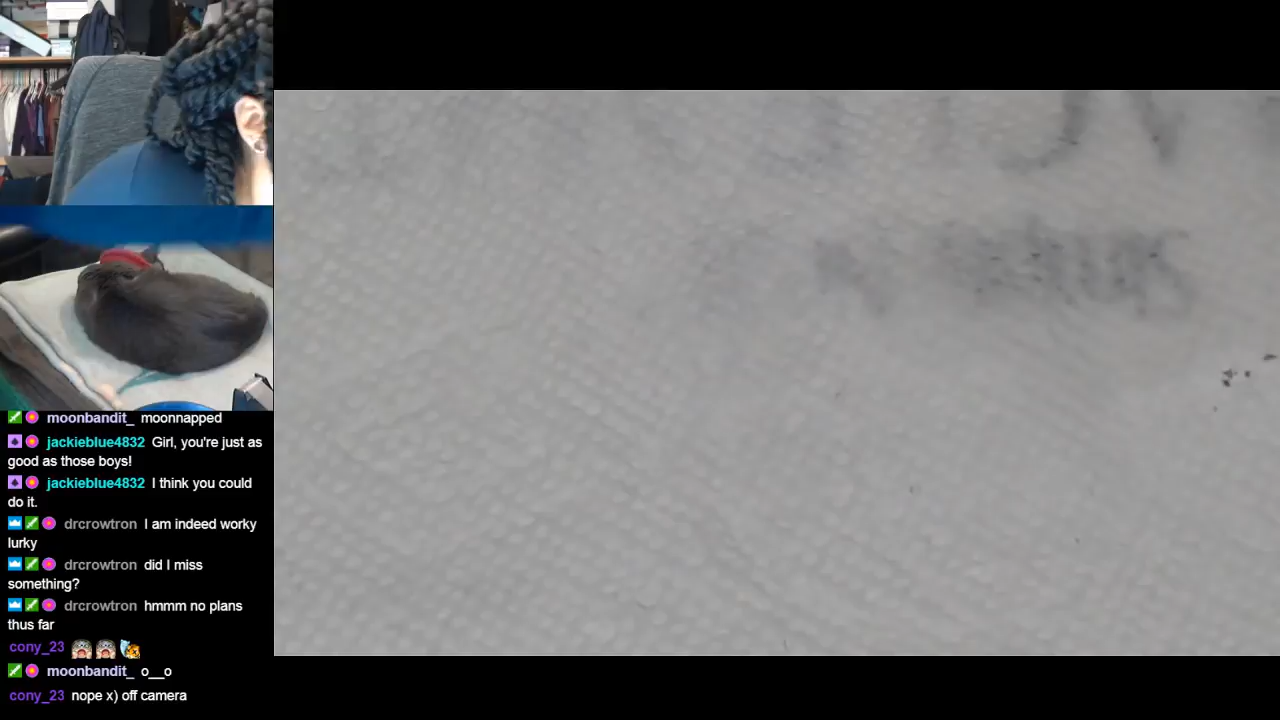 moonbandit_ moonnapped
jackieblue4832 Girl, you're just as
good as those boys!
jackieblue4832 I think you could
do it.
drcrowtron I am indeed worky
lurky
drcrowtron did I miss
something?
drcrowtron hmmm no plans
thus far
cony_23
moonbandit_ o__o
cony_23 nope x) off camera